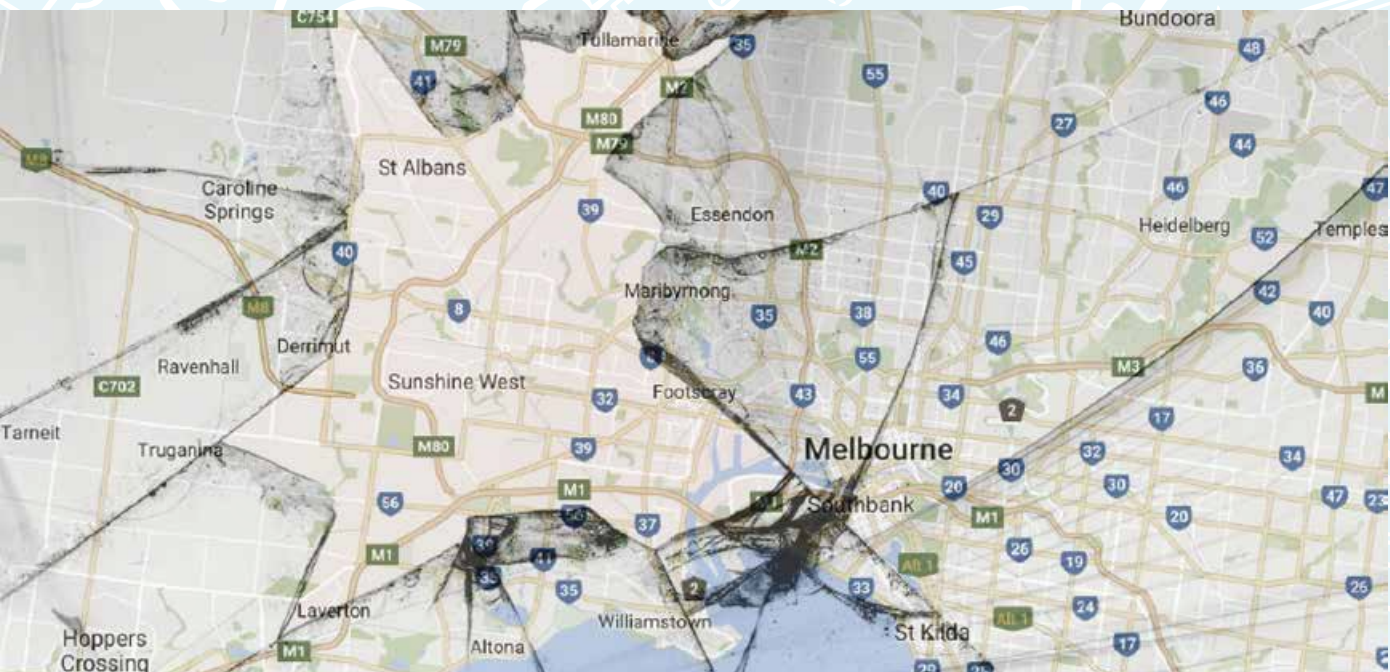 C754
M79
Tullamarine
35
Bundoora
48
41
55
M2
46
M80
27
M8
M79
44
St Albans
Caroline
Springs
39
Essendon
40
29
46
47
Heidelberg
52
Temples
40
M2
45
Maribyrnong
42
M8
8
35
38
40
Derrimut
46
55
Ravenhall
M3
36
C702
Sunshine West
32
Footscray
43
34
2
M
17
Tarneit
Truganina
M80
39
Melbourne
32
34
30
20
30
M1
56
Southbank
47
23
37
M1
20
M1
26
19
41
35
2
33
Alt 1
26
Laverton
Williamstown
24
Hoppers
Crossing
M1
Altona
St Kilda
Alt 1
17